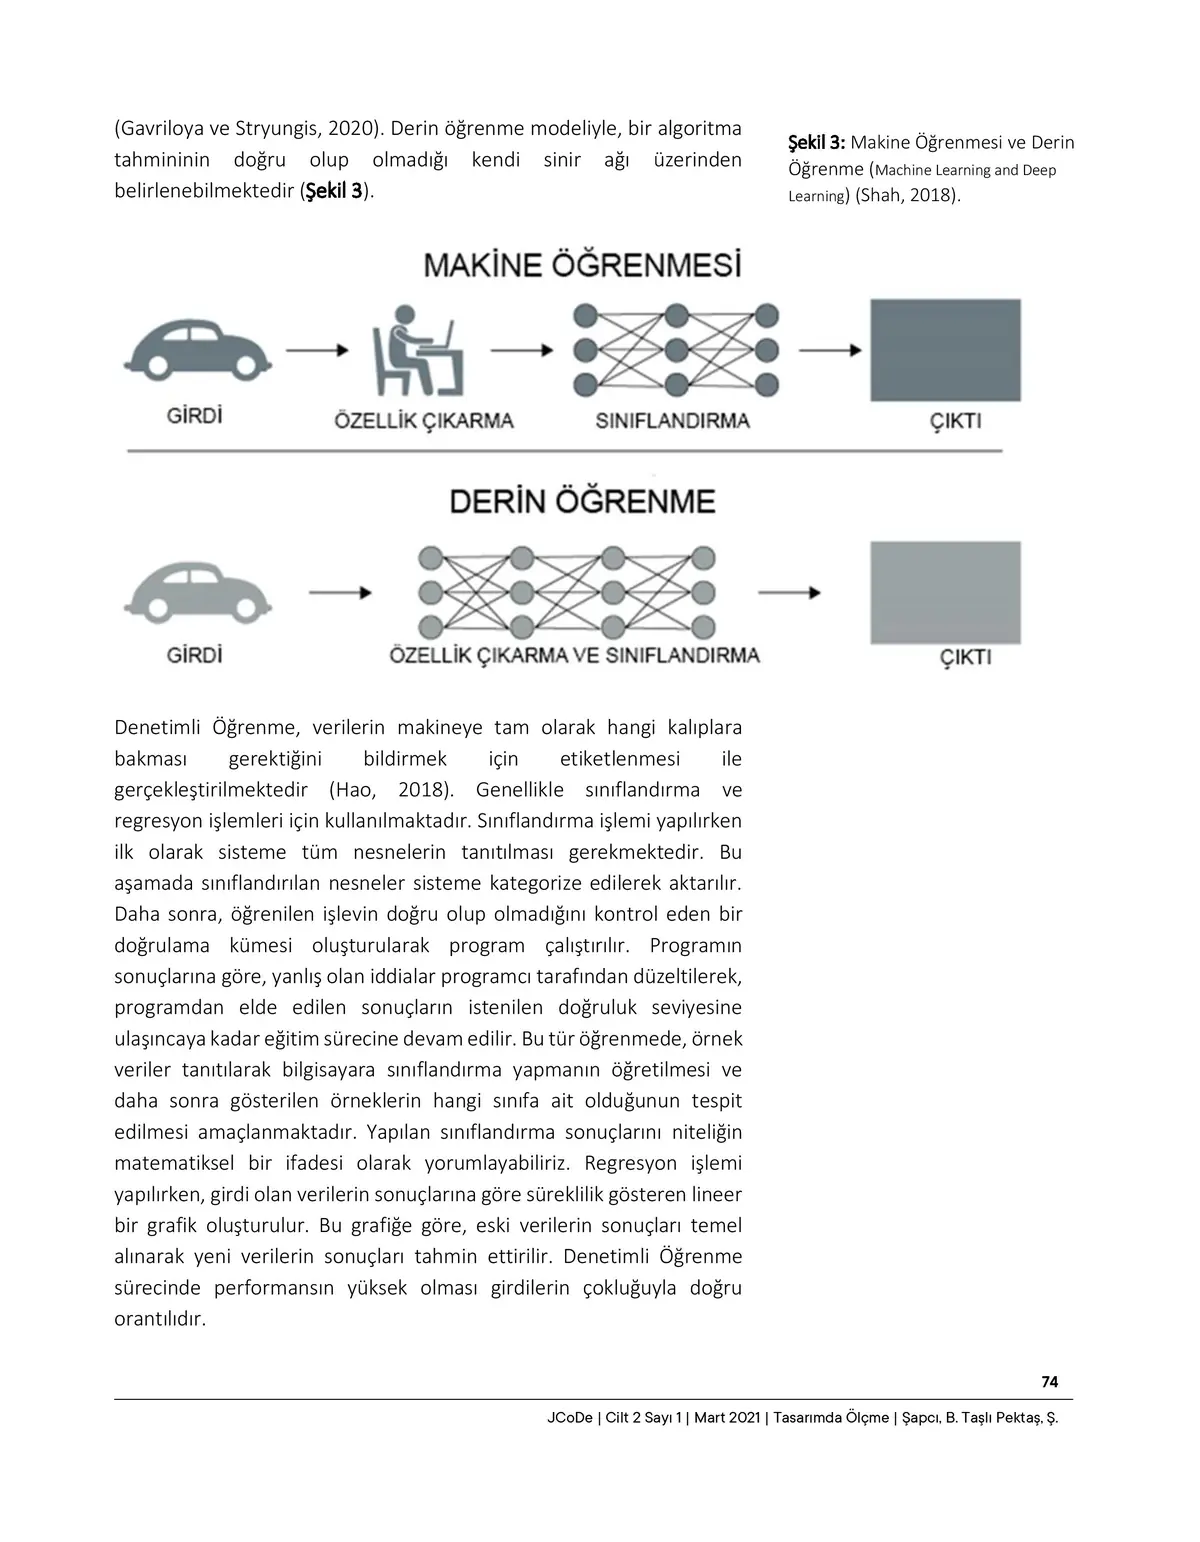 (Gavriloya ve Stryungis, 2020). Derin öğrenme modeliyle, bir algoritma
tahmininin doğru olup olmadığı kendi sinir ağı üzerinden
belirlenebilmektedir (Şekil 3).
Şekil 3: Makine Öğrenmesi ve Derin
Öğrenme (Machine Learning and Deep
Learning) (Shah, 2018).
MAKİNE ÖĞRENMESİ
GİRDİ
ÖZELLİK ÇIKARMA
SINIFLANDIRMA
ÇIKTI
DERİN ÖĞRENME
GİRDİ
ÖZELLİK ÇIKARMA VE SINIFLANDIRMA
ÇIKTI
Denetimli Öğrenme, verilerin makineye tam olarak hangi kalıplara
bakması gerektiğini bildirmek için etiketlenmesi ile
gerçekleştirilmektedir (Hao, 2018). Genellikle sınıflandırma ve
regresyon işlemleri için kullanılmaktadır. Sınıflandırma işlemi yapılırken
ilk olarak sisteme tüm nesnelerin tanıtılması gerekmektedir. Bu
aşamada sınıflandırılan nesneler sisteme kategorize edilerek aktarılır.
Daha sonra, öğrenilen işlevin doğru olup olmadığını kontrol eden bir
doğrulama kümesi oluşturularak program çalıştırılır. Programın
sonuçlarına göre, yanlış olan iddialar programcı tarafından düzeltilerek,
programdan elde edilen sonuçların istenilen doğruluk seviyesine
ulaşıncaya kadar eğitim sürecine devam edilir. Bu tür öğrenmede, örnek
veriler tanıtılarak bilgisayara sınıflandırma yapmanın öğretilmesi ve
daha sonra gösterilen örneklerin hangi sınıfa ait olduğunun tespit
edilmesi amaçlanmaktadır. Yapılan sınıflandırma sonuçlarını niteliğin
matematiksel bir ifadesi olarak yorumlayabiliriz. Regresyon işlemi
yapılırken, girdi olan verilerin sonuçlarına göre süreklilik gösteren lineer
bir grafik oluşturulur. Bu grafiğe göre, eski verilerin sonuçları temel
alınarak yeni verilerin sonuçları tahmin ettirilir. Denetimli Öğrenme
sürecinde performansın yüksek olması girdilerin çokluğuyla doğru
orantılıdır.
74
JCoDe | Cilt 2 Sayı 1 | Mart 2021 | Tasarımda Ölçme | Şapcı, B. Taşlı Pektaş, Ş.